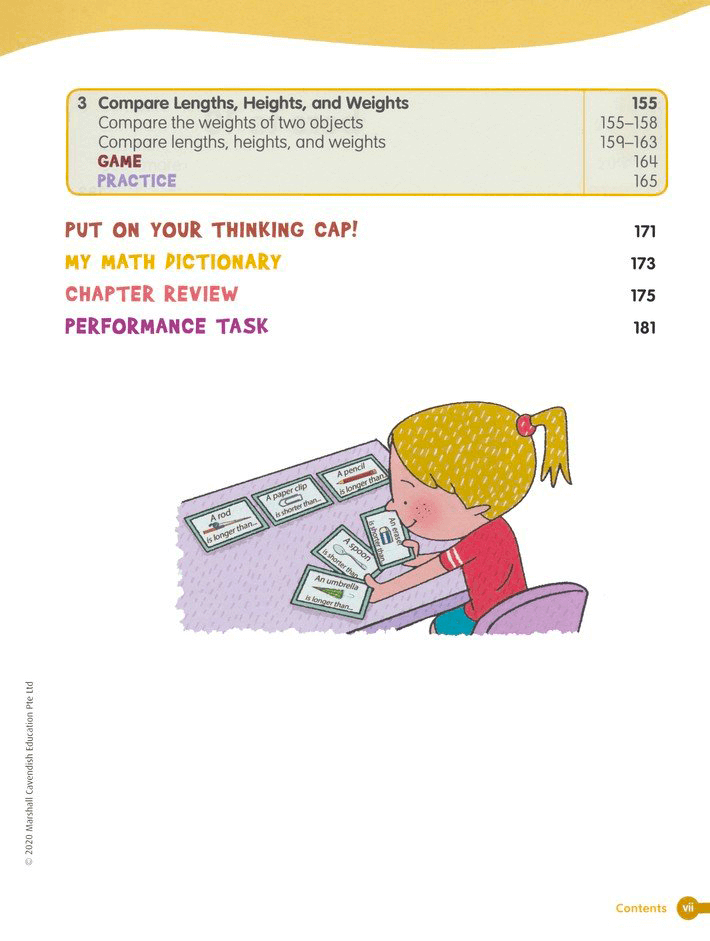 3 Compare Lengths, Heights, and Weights 155
Compare the weights of two objects 155–158
Compare lengths, heights, and weights 159–163
GAME 164
PRACTICE 165
PUT ON YOUR THINKING CAP! 171
MY MATH DICTIONARY 173
CHAPTER REVIEW 175
PERFORMANCE TASK 181
A rod
is longer than...
A paper clip
is shorter than...
A pencil
is longer than...
An eraser
is shorter than...
A spoon
is shorter than...
An umbrella
is longer than...
© 2020 Marshall Cavendish Education Pte Ltd
Contents vii